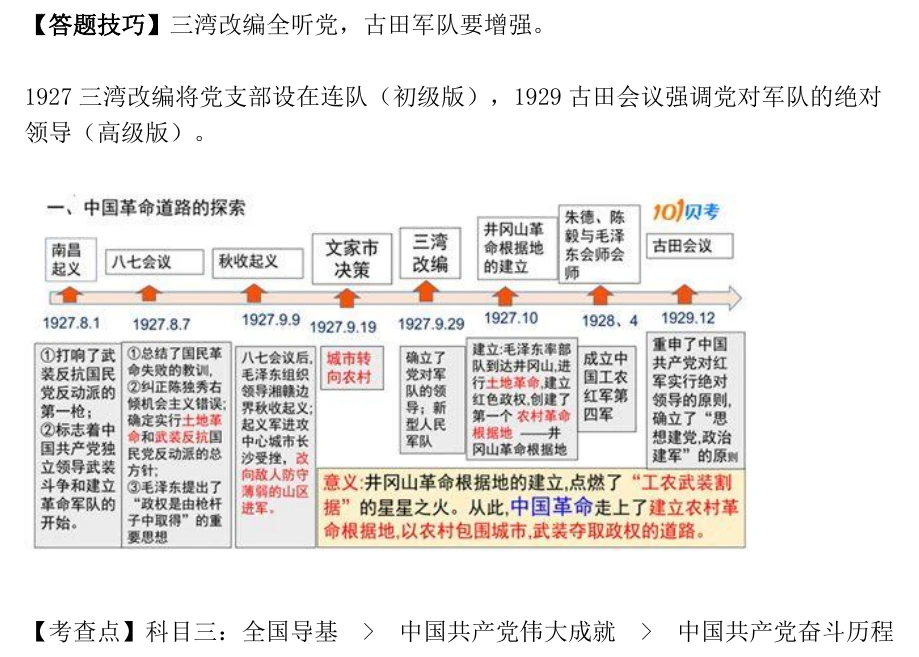 【答题技巧】三湾改编全听党，古田军队要增强。
1927 三湾改编将党支部设在连队（初级版），1929 古田会议强调党对军队的绝对
领导（高级版）。
一、中国革命道路的探索
101贝考
南昌
起义
八七会议
秋收起义
文家市
决策
三湾
改编
井冈山革
命根据地
的建立
朱德、陈
毅与毛泽
东会师会
师
古田会议
1927.8.1
1927.8.7
1927.9.9
1927.9.19
1927.9.29
1927.10
1928、4
1929.12
①打响了武
装反抗国民
党反动派的
第一枪；
②标志着中
国共产党独
立领导武装
斗争和建立
革命军队的
开始。
①总结了国民革
命失败的教训,
②纠正陈独秀右
倾机会主义错误;
确定实行土地革
命和武装反抗国
民党反动派的总
方针;
③毛泽东提出了
“政权是由枪杆
子中取得”的重
要思想
八七会议后,
毛泽东组织
领导湘赣边
界秋收起义;
起义军进攻
中心城市长
沙受挫，改
向敌人防守
薄弱的山区
进军。
城市转
向农村
确立了
党对军
队的领
导；新
型人民
军队
建立:毛泽东率部
队到达井冈山,进
行土地革命,建立
红色政权,创建了
第一个 农村革命
根据地 ——井
冈山革命根据地
成立中
国工农
红军第
四军
重申了中国
共产党对红
军实行绝对
领导的原则,
确立了“思
想建党,政治
建军”的原则
意义:井冈山革命根据地的建立,点燃了“工农武装割
据”的星星之火。从此,中国革命走上了建立农村革
命根据地,以农村包围城市,武装夺取政权的道路。
【考查点】科目三：全国导基 > 中国共产党伟大成就 > 中国共产党奋斗历程